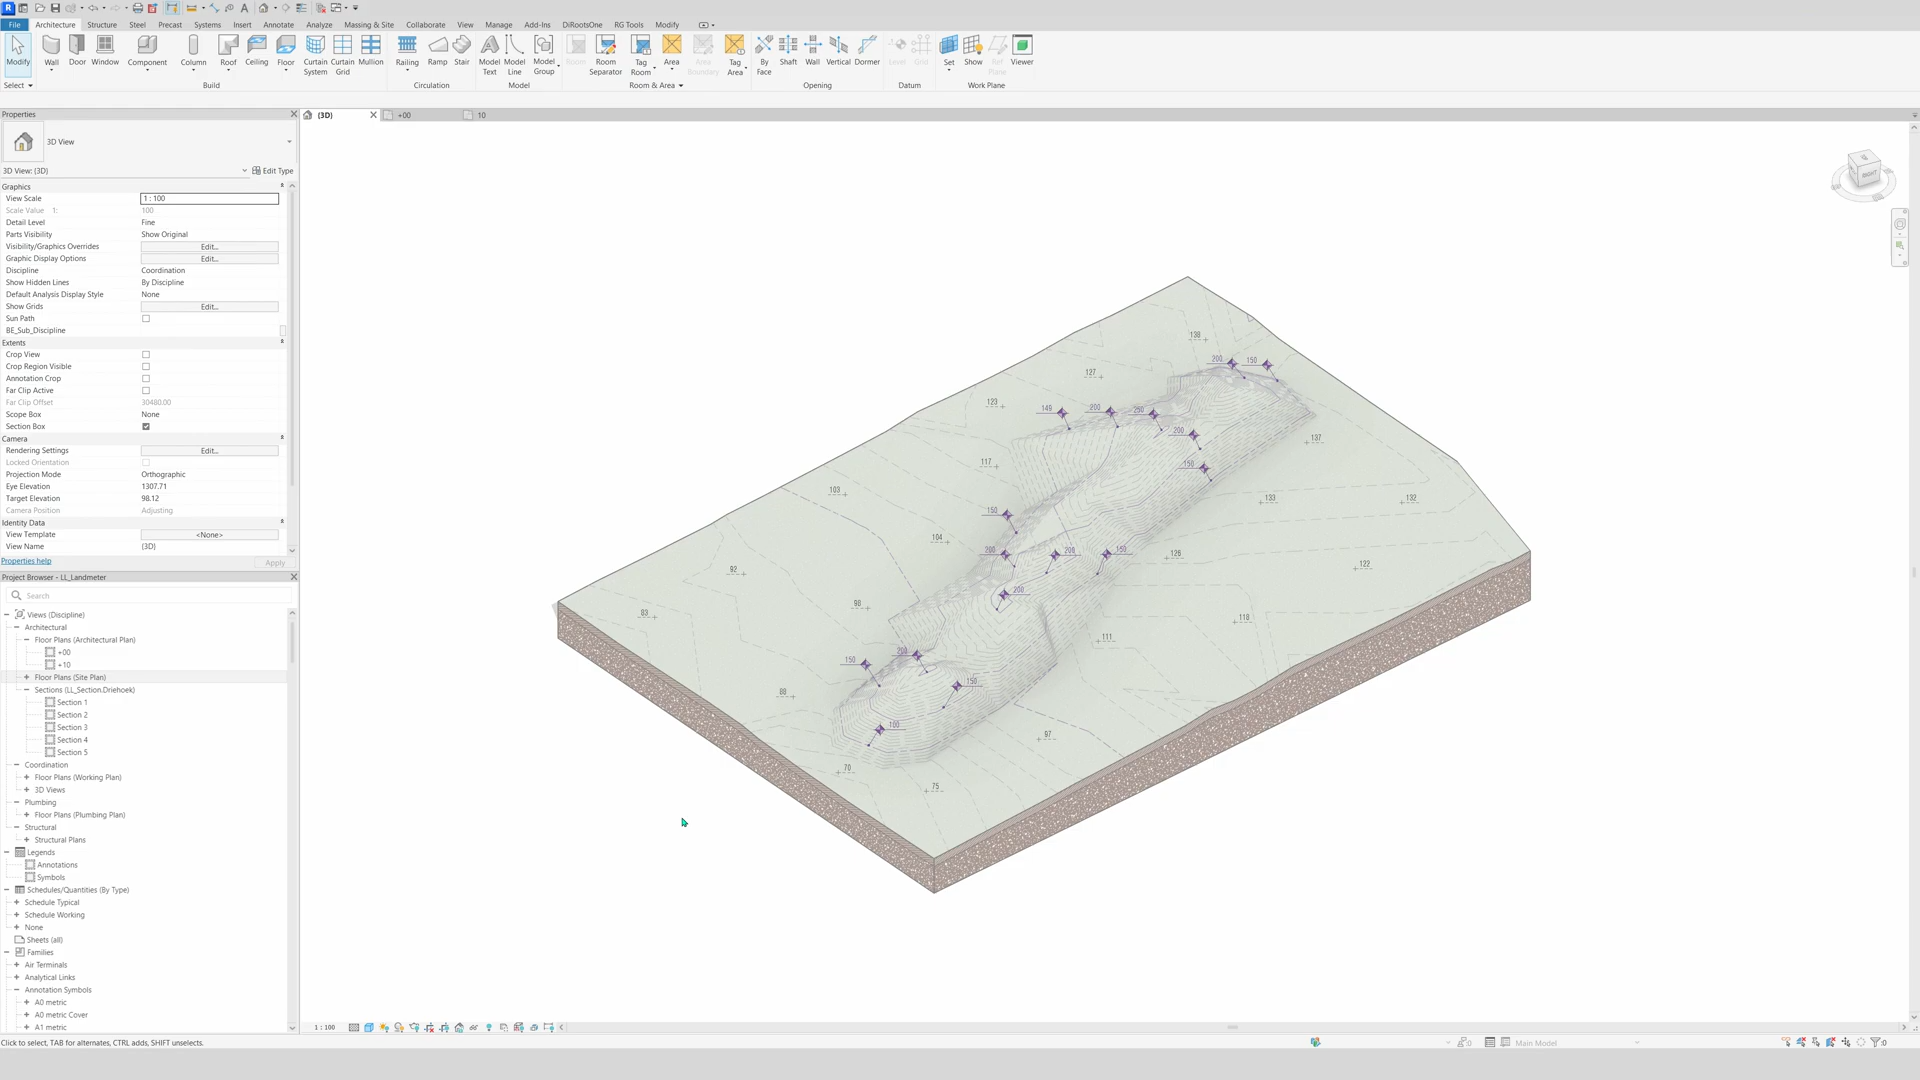 File Architecture Structure Steel Precast Systems Insert Annotate Analyze Massing & Site Collaborate View Manage Add-Ins DiRootsOne RG Tools Modify
Modify Wall Door Window Component Column Roof Ceiling Floor Curtain System Curtain Grid Mullion Railing Ramp Stair Model Text Model Line Model Group Room Room Separator Tag Room Area Area Boundary Tag Area By Face Shaft Wall Vertical Dormer Level Grid Set Show Ref Plane Viewer
Select Build Circulation Model Room & Area Opening Datum Work Plane
Properties
(3D) +00 10
3D View
3D View: (3D) Edit Type
Graphics
View Scale 1 : 100
Scale Value 1: 100
Detail Level Fine
Parts Visibility Show Original
Visibility/Graphics Overrides Edit...
Graphic Display Options Edit...
Discipline Coordination
Show Hidden Lines By Discipline
Default Analysis Display Style None
Show Grids Edit...
Sun Path
BE_Sub_Discipline
Extents
Crop View
Crop Region Visible
Annotation Crop
Far Clip Active
Far Clip Offset 30480.00
Scope Box None
Section Box
Camera
Rendering Settings Edit...
Locked Orientation
Projection Mode Orthographic
Eye Elevation 1307.71
Target Elevation 98.12
Camera Position Adjusting
Identity Data
View Template <None>
View Name (3D)
Properties help Apply
Project Browser - LL_Landmeter
Search
Views (Discipline)
Architectural
Floor Plans (Architectural Plan)
+00
+10
Floor Plans (Site Plan)
Sections (LL_Section.Driehoek)
Section 1
Section 2
Section 3
Section 4
Section 5
Coordination
Floor Plans (Working Plan)
3D Views
Plumbing
Floor Plans (Plumbing Plan)
Structural
Structural Plans
Legends
Annotations
Symbols
Schedules/Quantities (By Type)
Schedule Typical
Schedule Working
None
Sheets (all)
Families
Air Terminals
Analytical Links
Annotation Symbols
A0 metric
A0 metric Cover
A1 metric
RIGHT
138
200 150
127
123
149 200 250
200
137
117
150
103
133 132
150
104
200 200 150
126
122
92
200
98
83
118
111
200
150
150
88
100
97
70
75
1 : 100
Click to select, TAB for alternates, CTRL adds, SHIFT unselects.
:0 Main Model :0